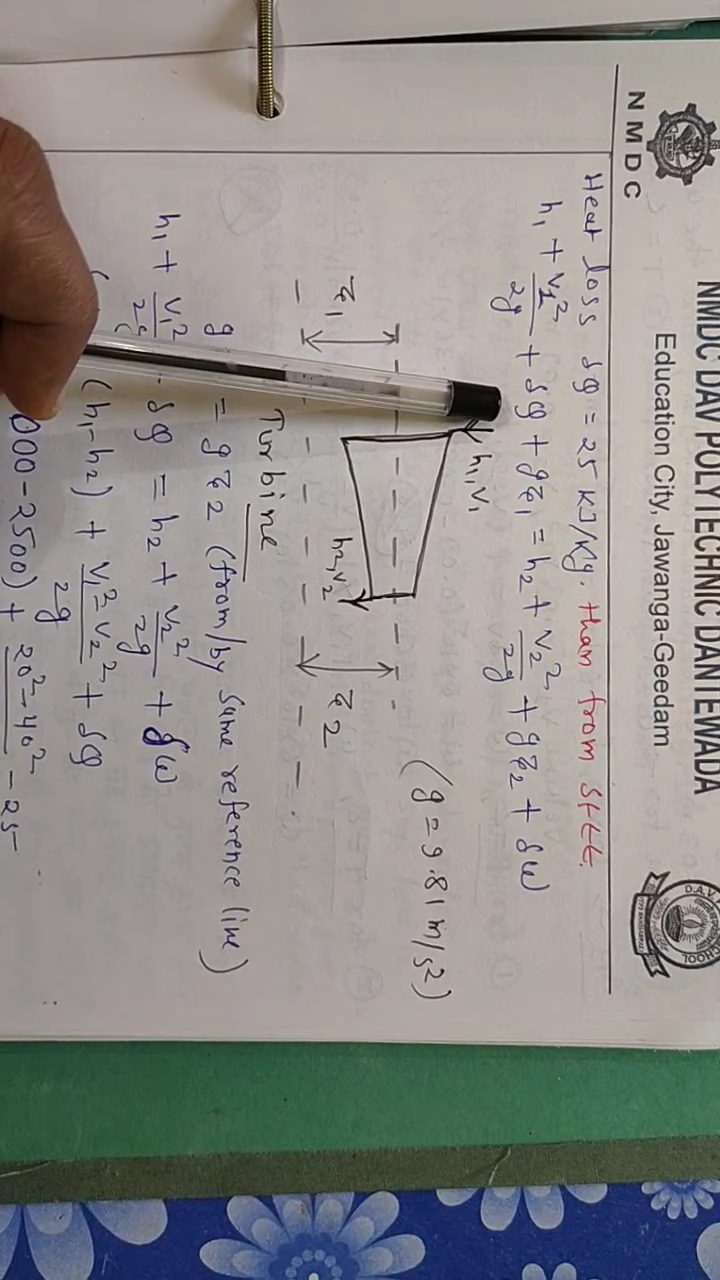 NMDC DAV POLYTECHNIC DANTEWADA
Education City, Jawanga-Geedam
NMDC
D.A.V.
SCHOOL
Heat loss δq = 25 kJ/kg. than from SFEE.
h₁ + v₁²/2g + δq + gz₁ = h₂ + v₂²/2g + gz₂ + δw
(g = 9.81 m/s²)
h₁, v₁
z₁
h₂, v₂
z₂
Turbine
g = gz₂ (from/by same reference line)
h₁ + v₁²/2g δq = h₂ + v₂²/2g + δw
(h₁-h₂) + v₁²-v₂²/2g + δq
000-2500) + 20²-40² - 25